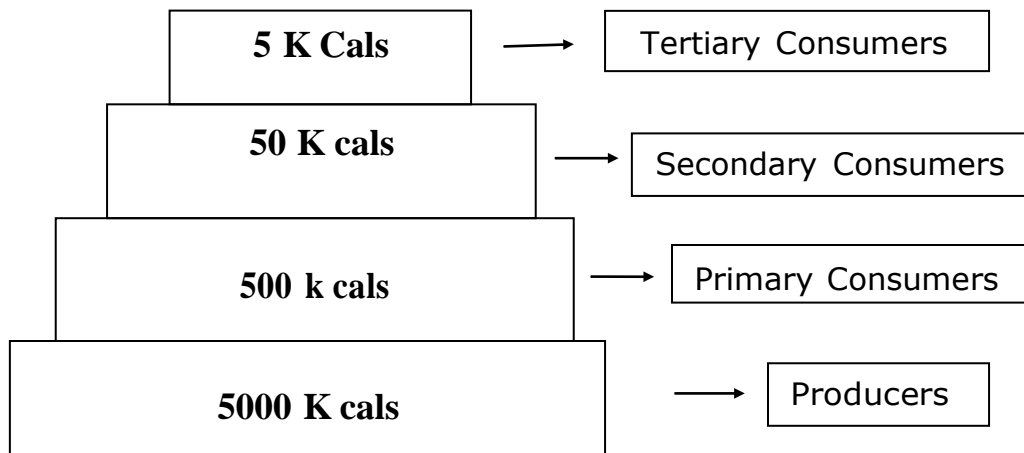 5 K Cals
Tertiary Consumers
50 K cals
Secondary Consumers
500 k cals
Primary Consumers
5000 K cals
Producers